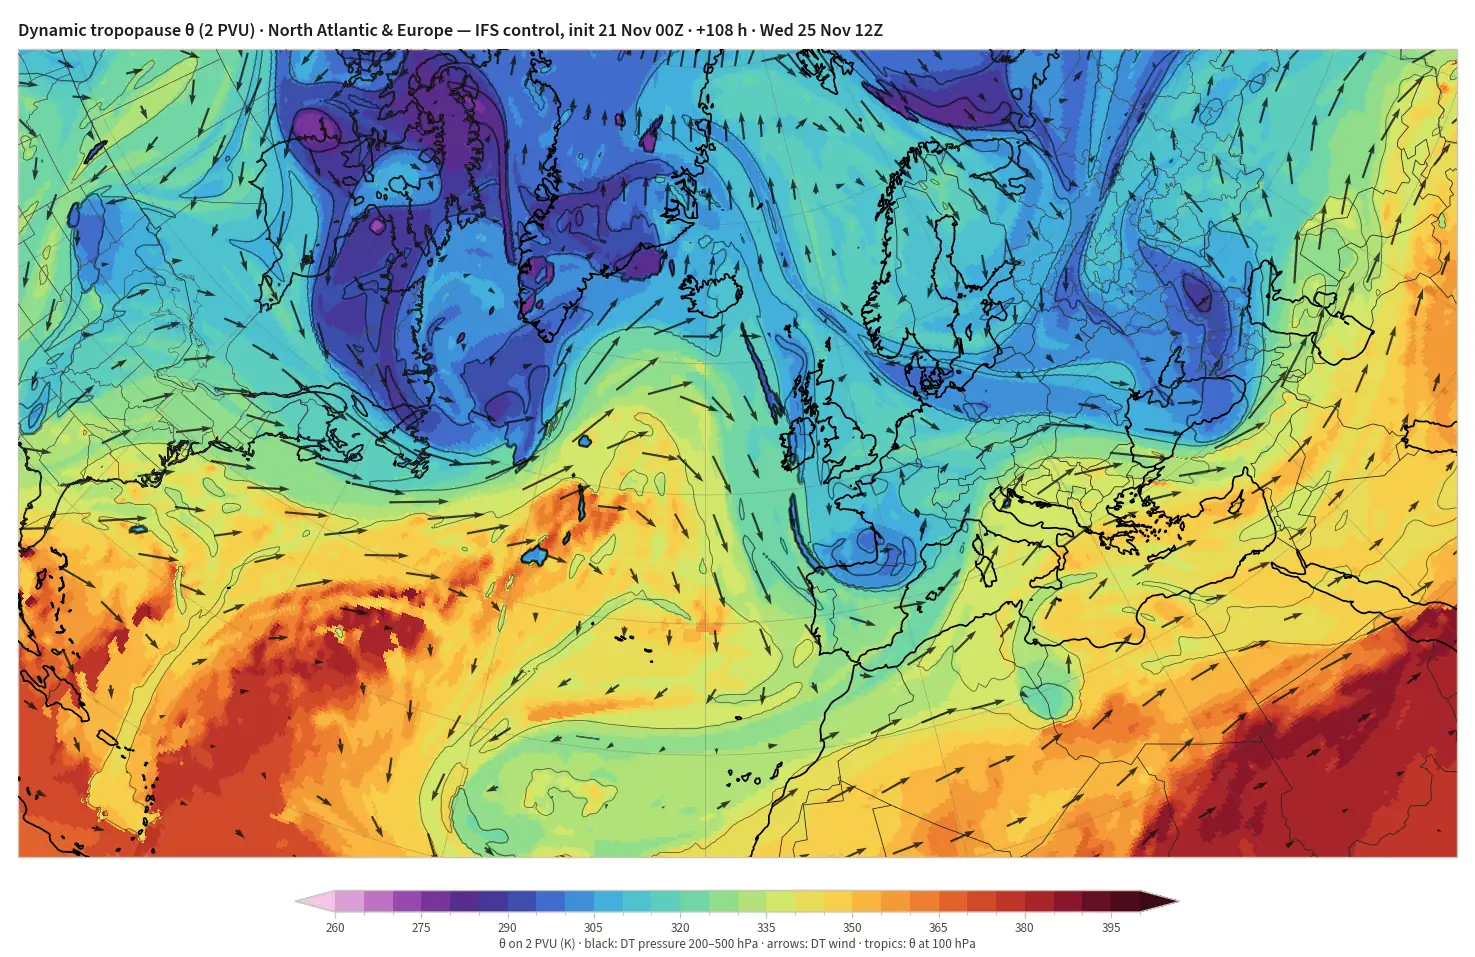 Dynamic tropopause θ (2 PVU) · North Atlantic & Europe — IFS control, init 21 Nov 00Z · +108 h · Wed 25 Nov 12Z
260 275 290 305 320 335 350 365 380 395
θ on 2 PVU (K) · black: DT pressure 200–500 hPa · arrows: DT wind · tropics: θ at 100 hPa